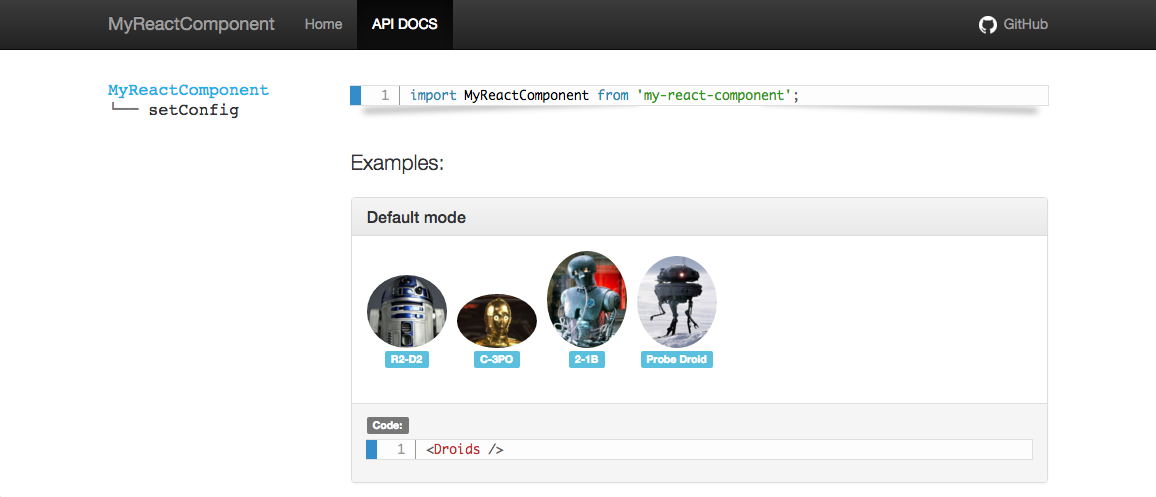 MyReactComponent Home API DOCS GitHub
MyReactComponent
└── setConfig
1 import MyReactComponent from 'my-react-component';
Examples:
Default mode
R2-D2 C-3PO 2-1B Probe Droid
Code:
1 <Droids />